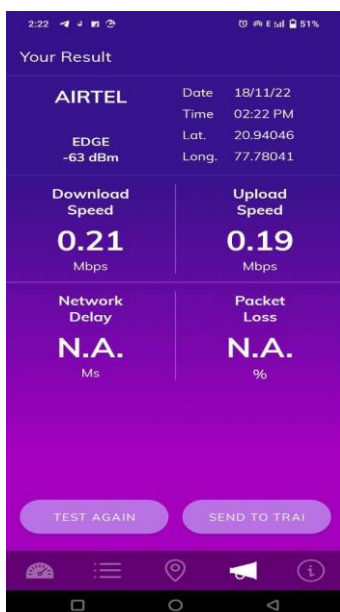 2:22
E 51%
Your Result
AIRTEL
EDGE
-63 dBm
Date 18/11/22
Time 02:22 PM
Lat. 20.94046
Long. 77.78041
Download
Speed
0.21
Mbps
Upload
Speed
0.19
Mbps
Network
Delay
N.A.
Ms
Packet
Loss
N.A.
%
TEST AGAIN
SEND TO TRAI